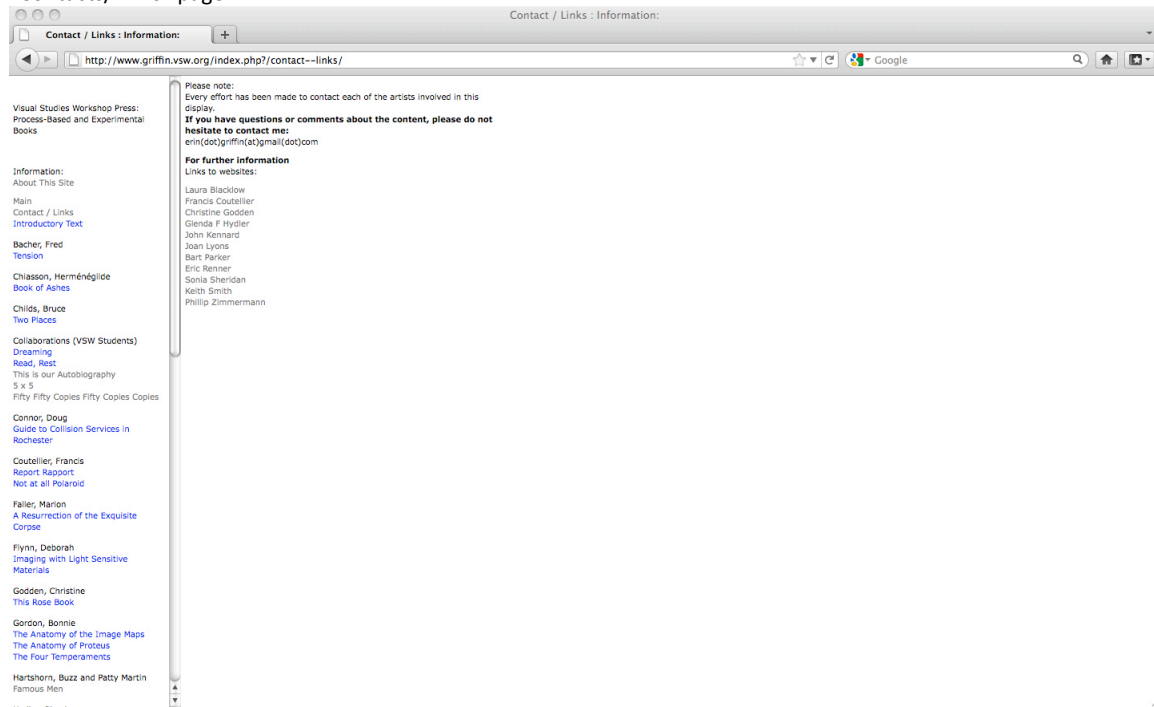 Contact / Links : Information:
Contact / Links : Information:
+
http://www.griffin.vsw.org/index.php?/contact--links/
Google
Visual Studies Workshop Press:
Process-Based and Experimental
Books
Information:
About This Site
Main
Contact / Links
Introductory Text
Bacher, Fred
Tension
Chiasson, Herménégilde
Book of Ashes
Childs, Bruce
Two Places
Collaborations (VSW Students)
Dreaming
Read, Rest
This is our Autobiography
5 x 5
Fifty Fifty Copies Fifty Copies Copies
Connor, Doug
Guide to Collision Services in
Rochester
Coutellier, Francis
Report Rapport
Not at all Polaroid
Faller, Marion
A Resurrection of the Exquisite
Corpse
Flynn, Deborah
Imaging with Light Sensitive
Materials
Godden, Christine
This Rose Book
Gordon, Bonnie
The Anatomy of the Image Maps
The Anatomy of Proteus
The Four Temperaments
Hartshorn, Buzz and Patty Martin
Famous Men
Please note:
Every effort has been made to contact each of the artists involved in this
display.
If you have questions or comments about the content, please do not
hesitate to contact me:
erin(dot)griffin(at)gmail(dot)com
For further information
Links to websites:
Laura Blacklow
Francis Coutellier
Christine Godden
Glenda F Hydler
John Kennard
Joan Lyons
Bart Parker
Eric Renner
Sonia Sheridan
Keith Smith
Phillip Zimmermann